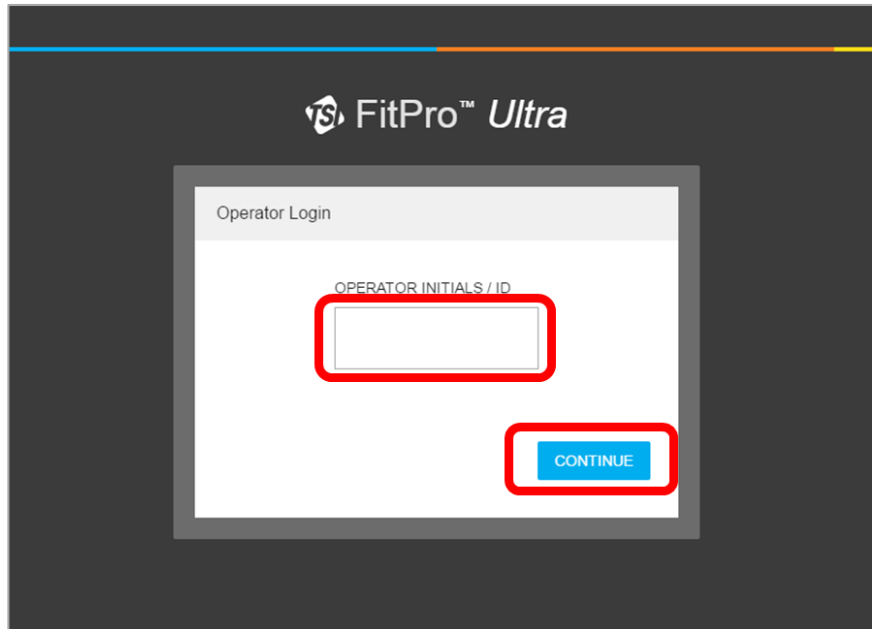 TSI FitPro™ Ultra
Operator Login
OPERATOR INITIALS / ID
CONTINUE